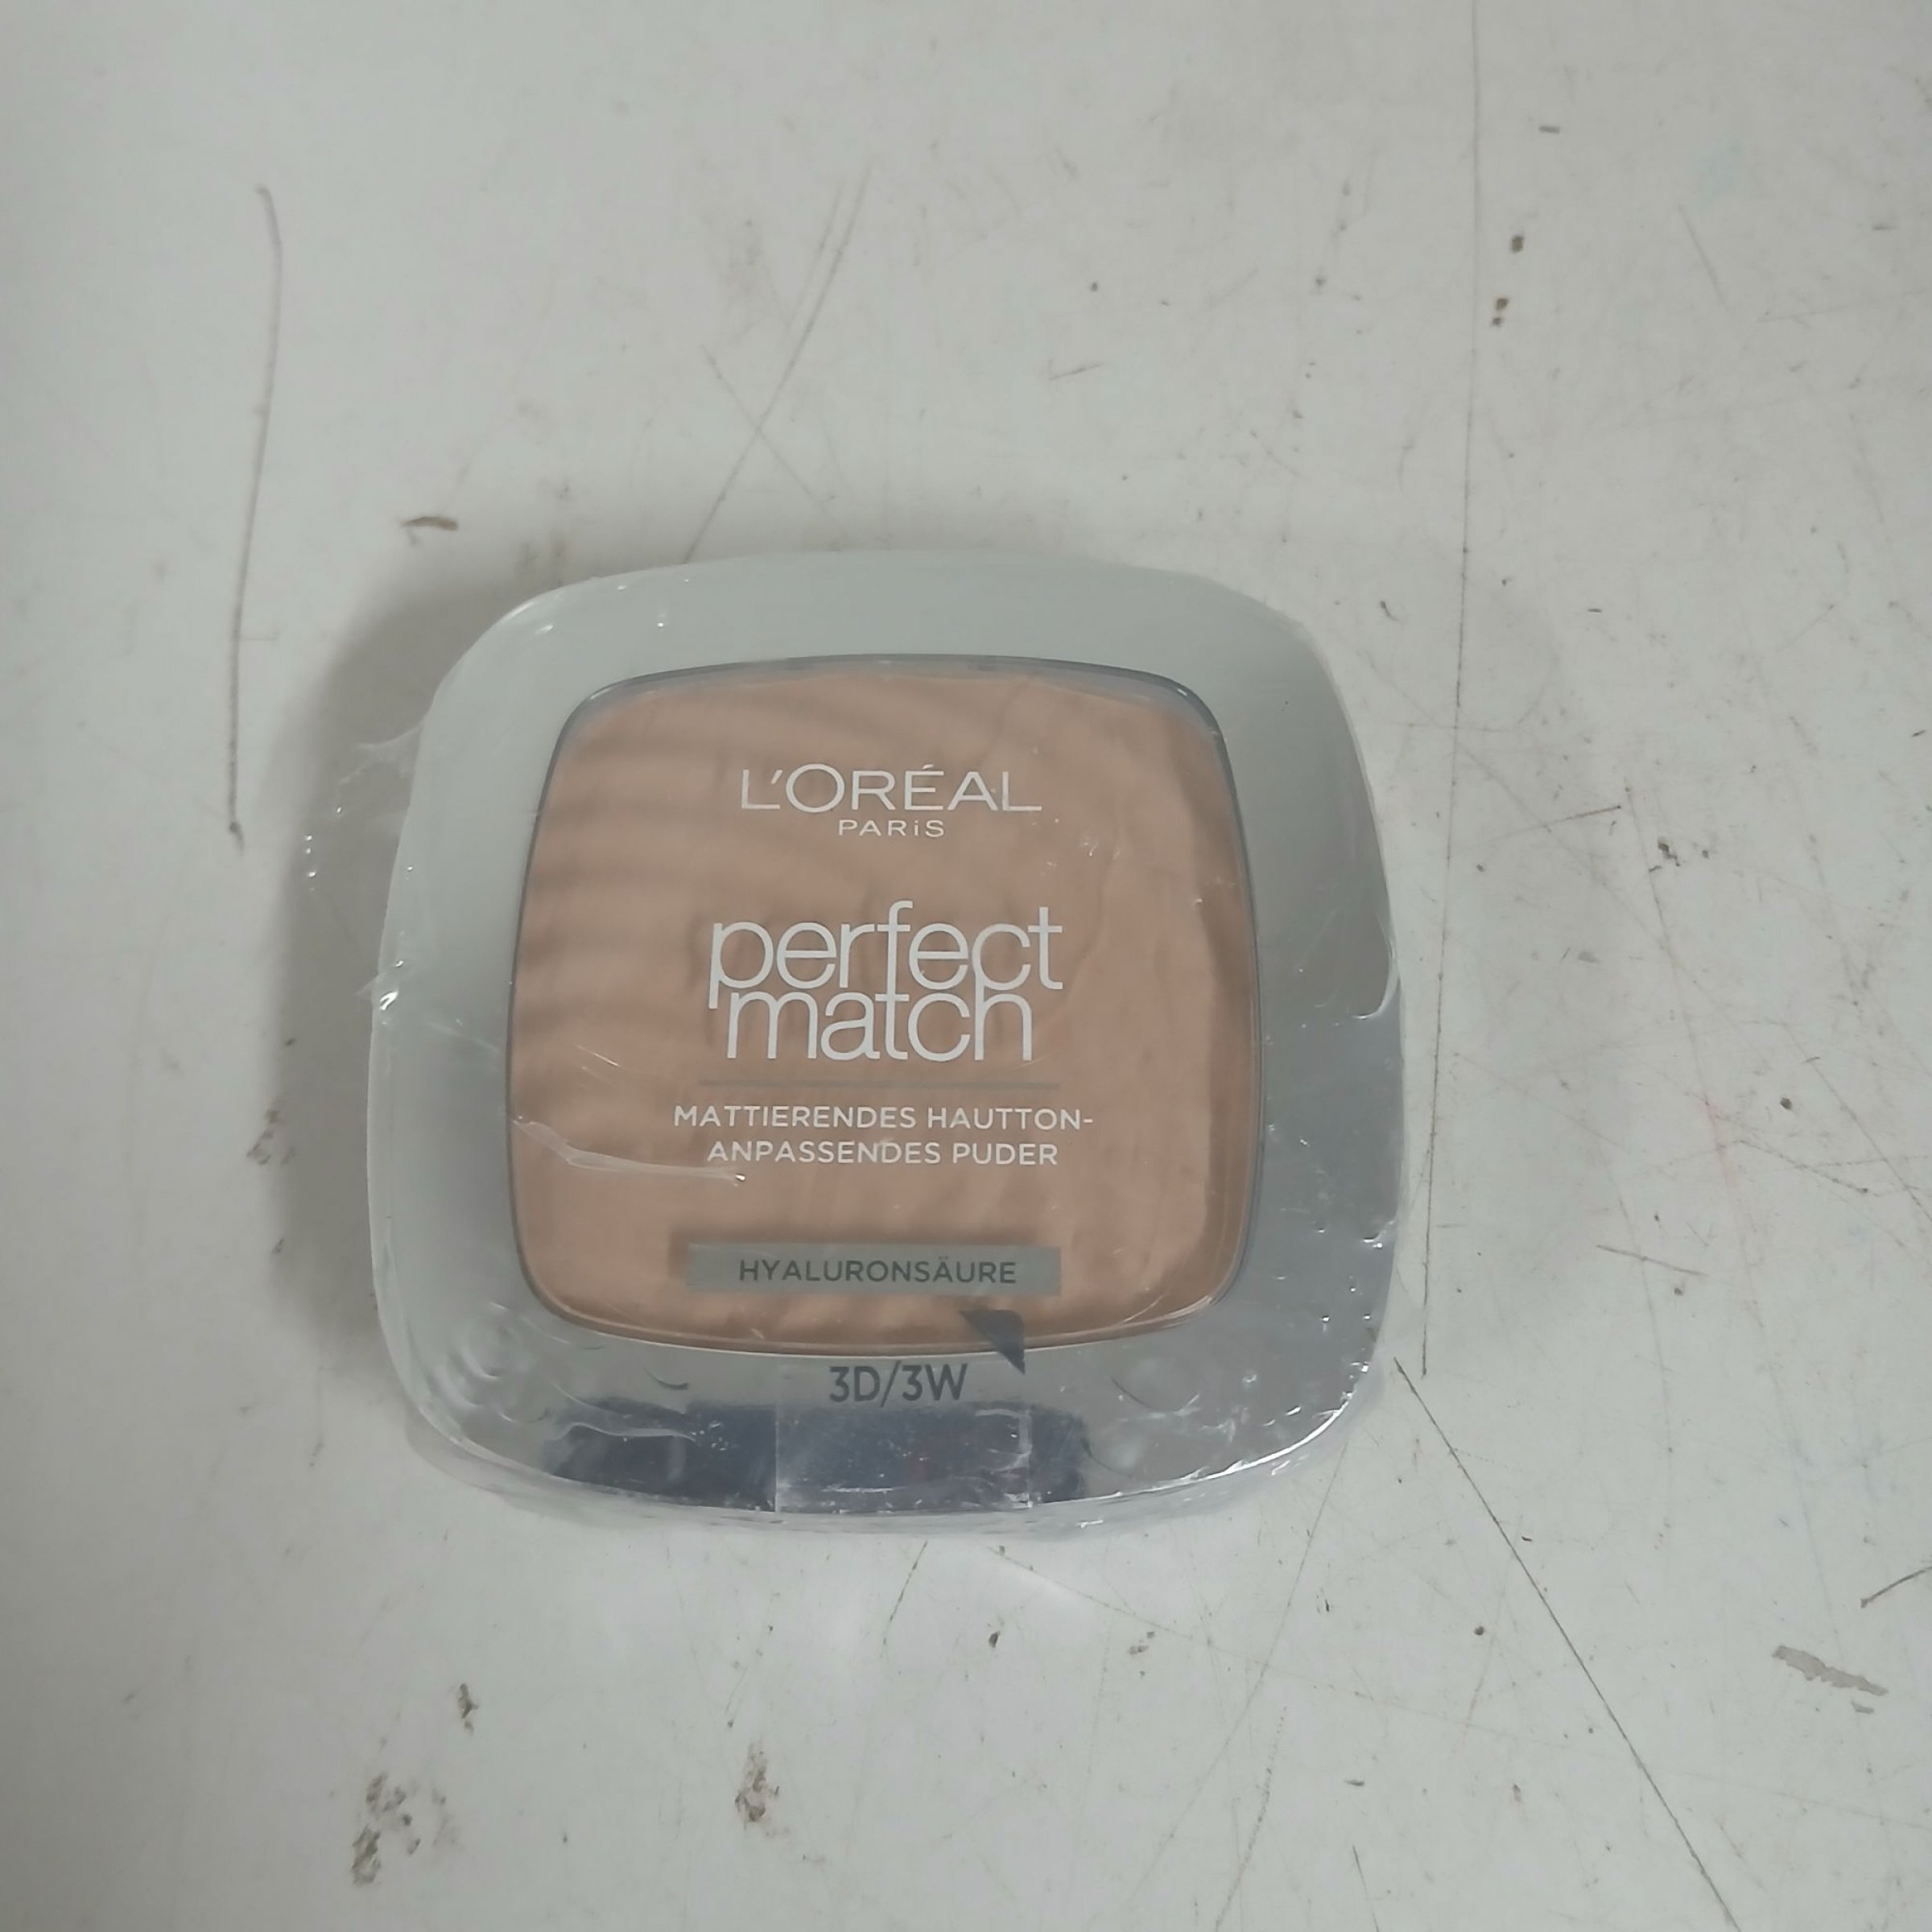 L'ORÉAL
PARiS
perfect
match
MATTIERENDES HAUTTON-
ANPASSENDES PUDER
HYALURONSÄURE
3D/3W